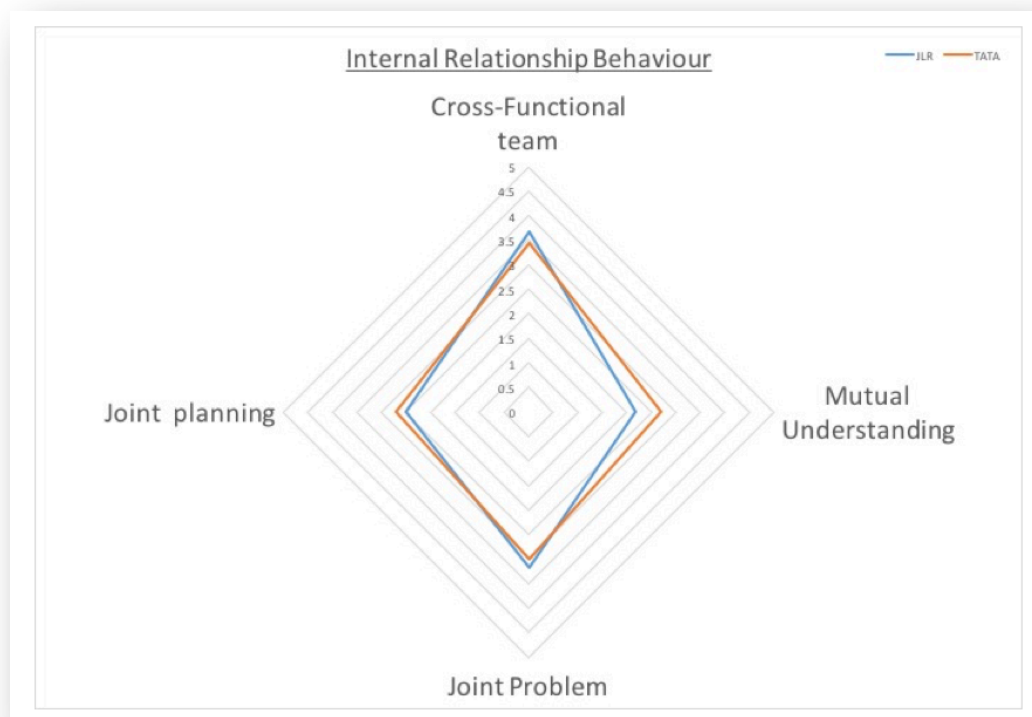 Internal Relationship Behaviour
JLR TATA
Cross-Functional
team
5
4.5
4
3.5
3
2.5
2
1.5
1
0.5
0
Joint planning
Mutual
Understanding
Joint Problem